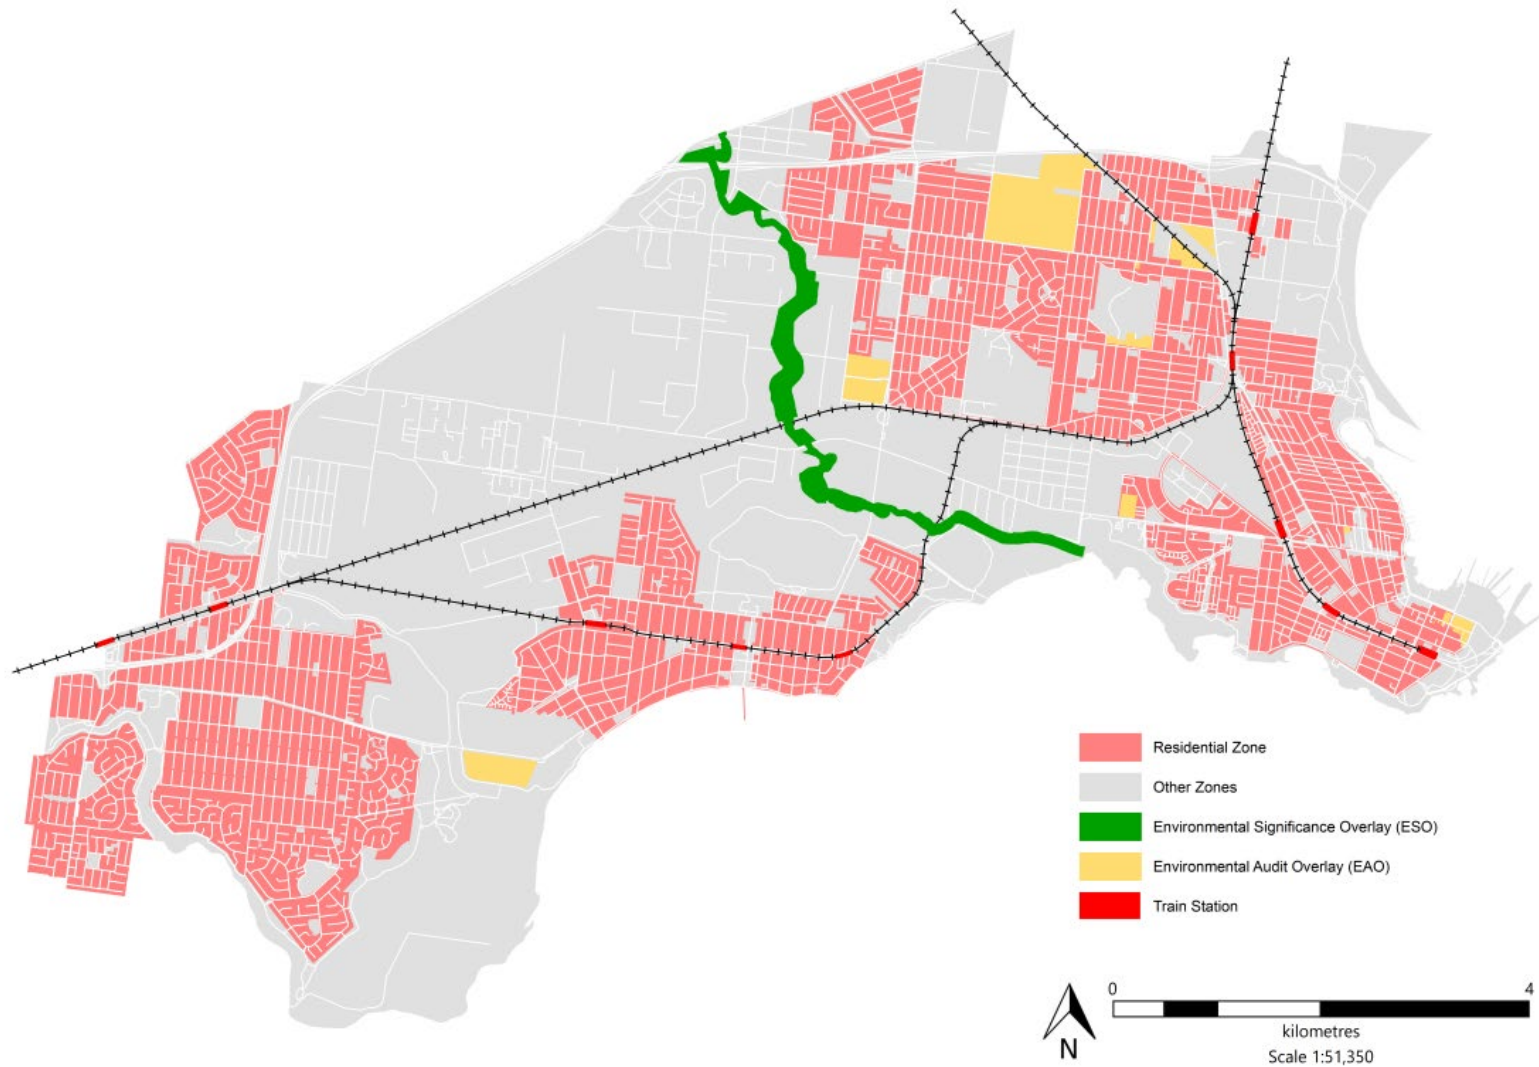 Residential Zone
Other Zones
Environmental Significance Overlay (ESO)
Environmental Audit Overlay (EAO)
Train Station
0 4
kilometres
Scale 1:51,350
N